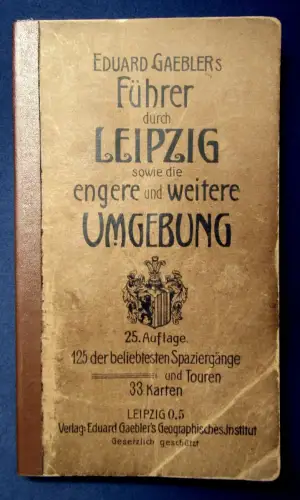 EDUARD GAEBLERS
Führer
durch
LEIPZIG
sowie die
engere und weitere
UMGEBUNG
25. Auflage.
125 der beliebtesten Spaziergänge
und Touren
33 Karten
LEIPZIG O, 5
Verlag: Eduard Gaebler's Geographisches Institut
Gesetzlich geschützt